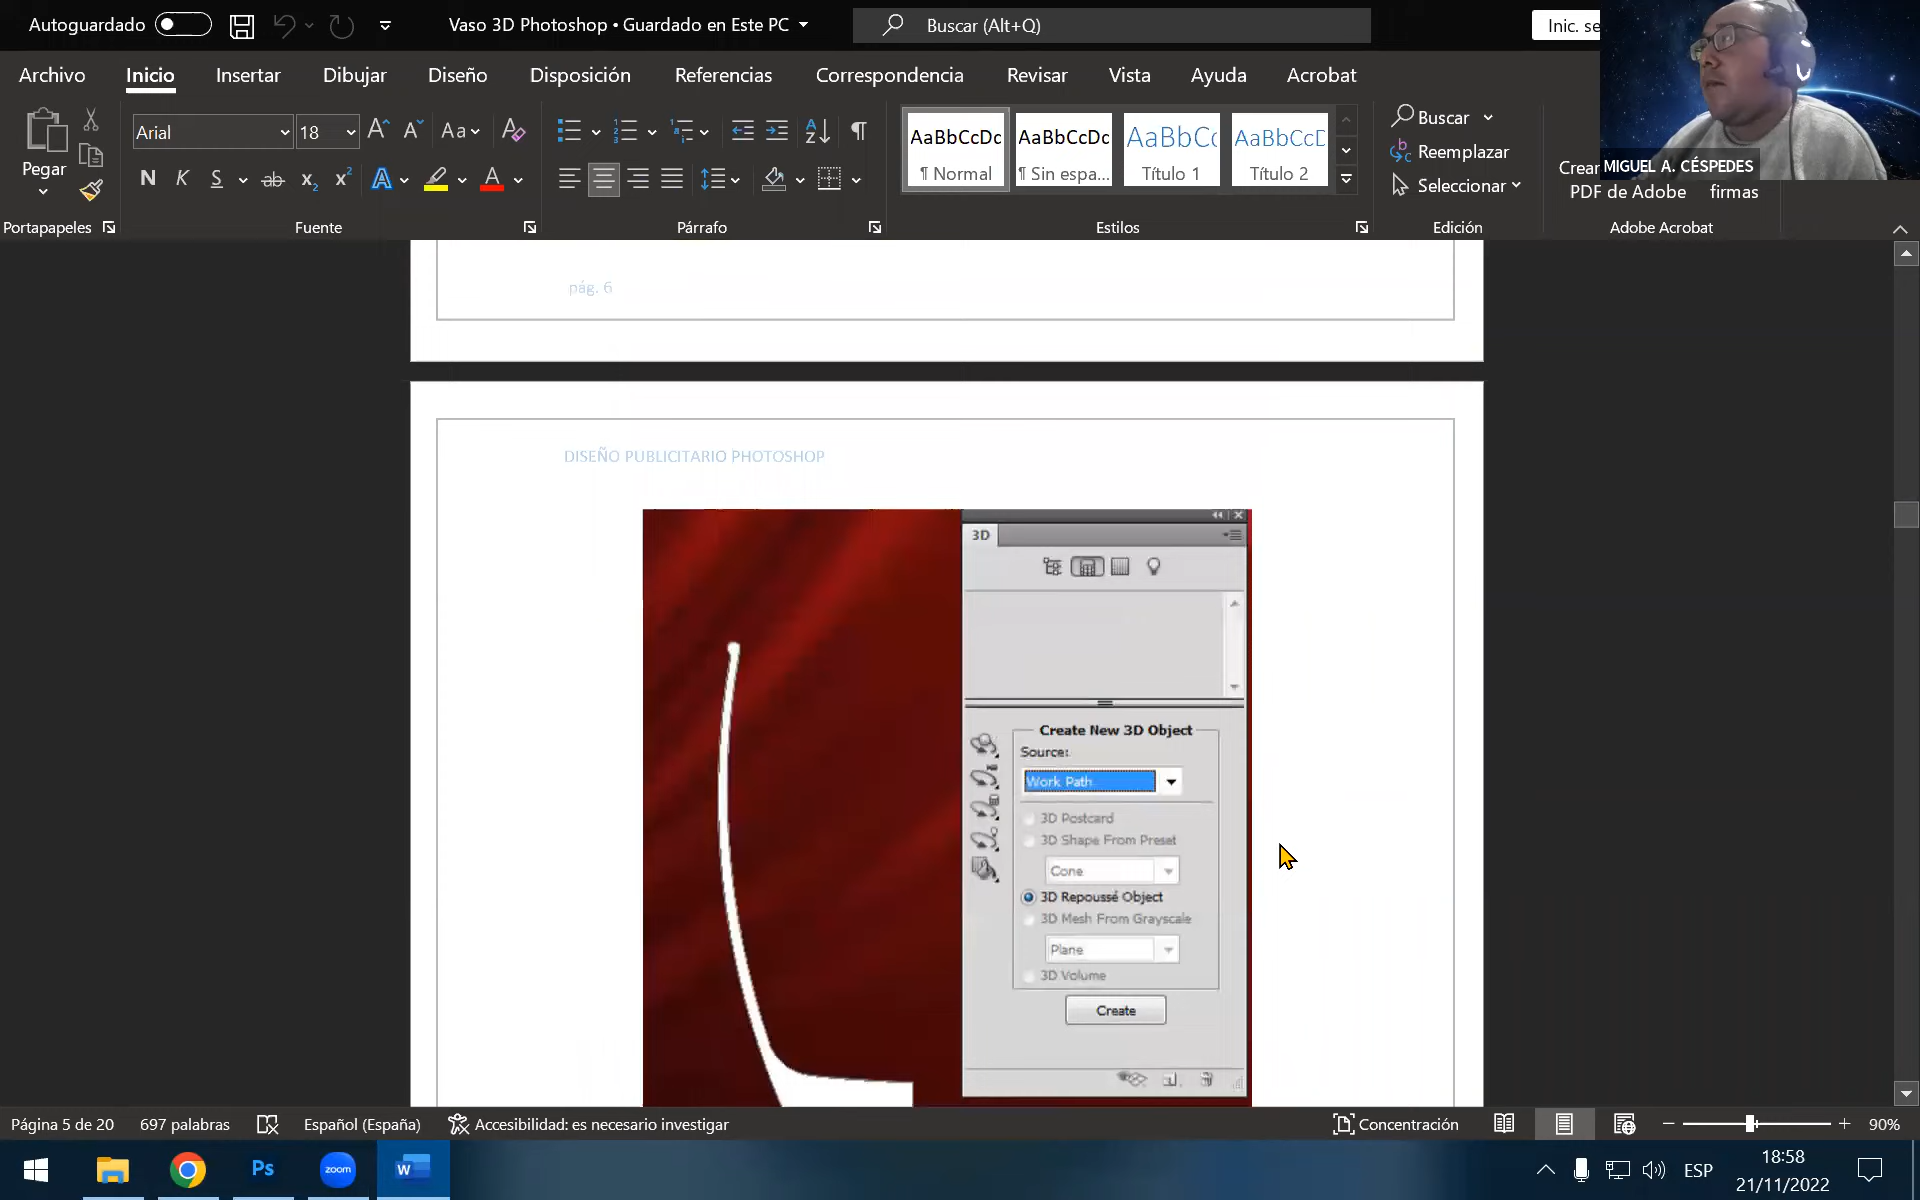 Autoguardado
Vaso 3D Photoshop • Guardado en Este PC
Buscar (Alt+Q)
Inic. se
Archivo Inicio Insertar Dibujar Diseño Disposición Referencias Correspondencia Revisar Vista Ayuda Acrobat
Pegar
Portapapeles
Arial
18
N K S ab x₂ x² A A
Fuente
Párrafo
AaBbCcDc AaBbCcDc AaBbCc AaBbCcD
¶ Normal ¶ Sin espa... Título 1 Título 2
Estilos
Buscar
Reemplazar
Seleccionar
Edición
Crear
PDF de Adobe
firmas
Adobe Acrobat
MIGUEL A. CÉSPEDES
pág. 6
DISEÑO PUBLICITARIO PHOTOSHOP
3D
Create New 3D Object
Source:
Work Path
3D Postcard
3D Shape From Preset
Cone
3D Repoussé Object
3D Mesh From Grayscale
Plane
3D Volume
Create
Página 5 de 20
697 palabras
Español (España)
Accesibilidad: es necesario investigar
Concentración
90%
Ps
zoom
W
ESP
18:58
21/11/2022